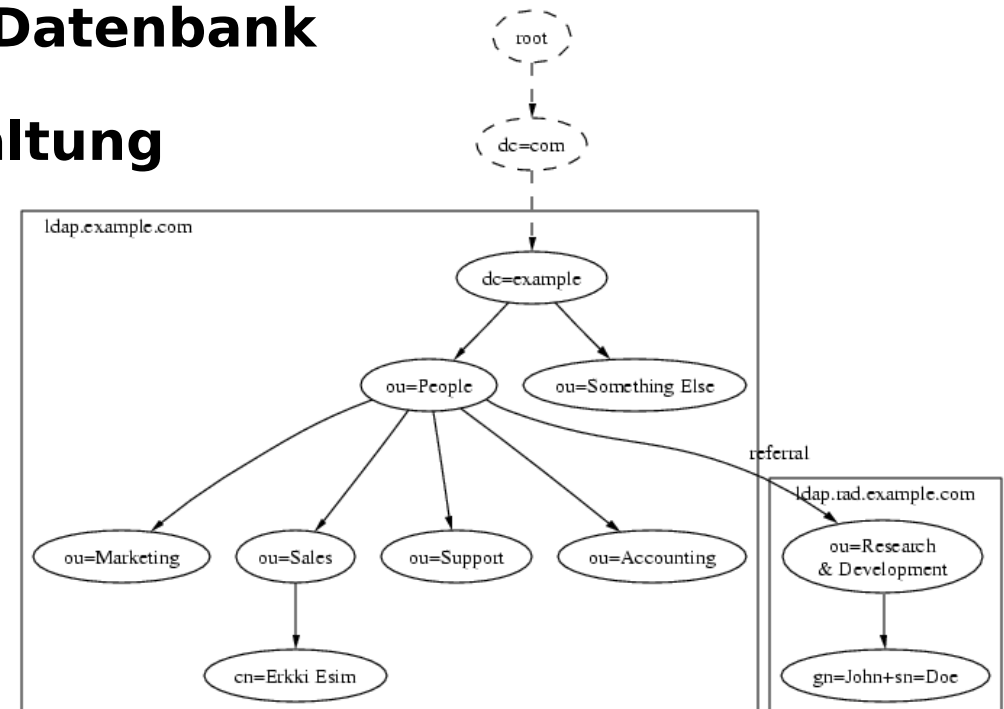 Datenbank
root
altung
dc=com
ldap.example.com
dc=example
ou=People
ou=Something Else
referral
ldap.rad.example.com
ou=Marketing
ou=Sales
ou=Support
ou=Accounting
ou=Research
& Development
cn=Erkki Esim
gn=John+sn=Doe